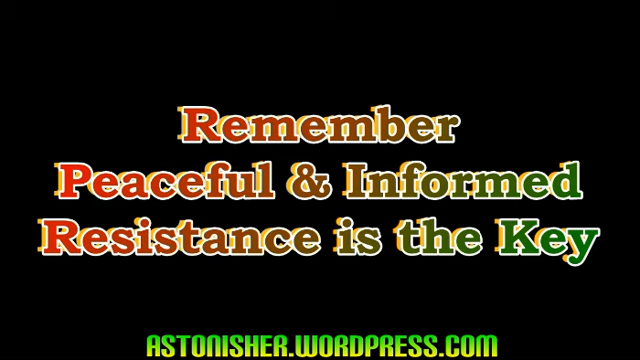 Remember
Peaceful & Informed
Resistance is the Key
ASTONISHER.WORDPRESS.COM